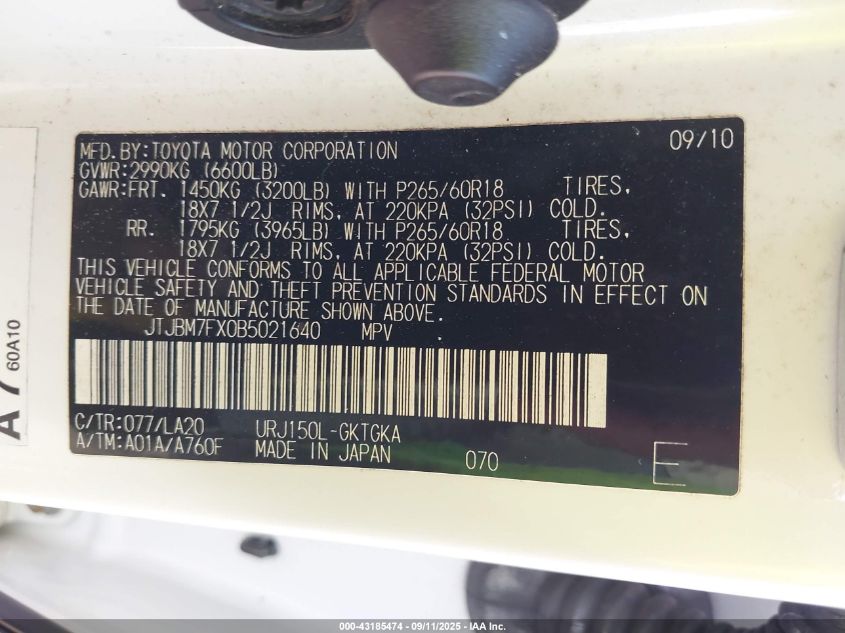 MFD.BY:TOYOTA MOTOR CORPORATION 09/10
GVWR:2990KG (6600LB)
GAWR:FRT. 1450KG (3200LB) WITH P265/60R18 TIRES,
18X7 1/2J RIMS, AT 220KPA (32PSI) COLD.
RR. 1795KG (3965LB) WITH P265/60R18 TIRES,
18X7 1/2J RIMS, AT 220KPA (32PSI) COLD.
THIS VEHICLE CONFORMS TO ALL APPLICABLE FEDERAL MOTOR
VEHICLE SAFETY AND THEFT PREVENTION STANDARDS IN EFFECT ON
THE DATE OF MANUFACTURE SHOWN ABOVE.
JTJBM7FX0B5021640 MPV
C/TR:077/LA20 URJ150L-GKTGKA
A/TM:A01A/A760F MADE IN JAPAN 070 E
60A10
000-43185474 - 09/11/2025 - IAA Inc.